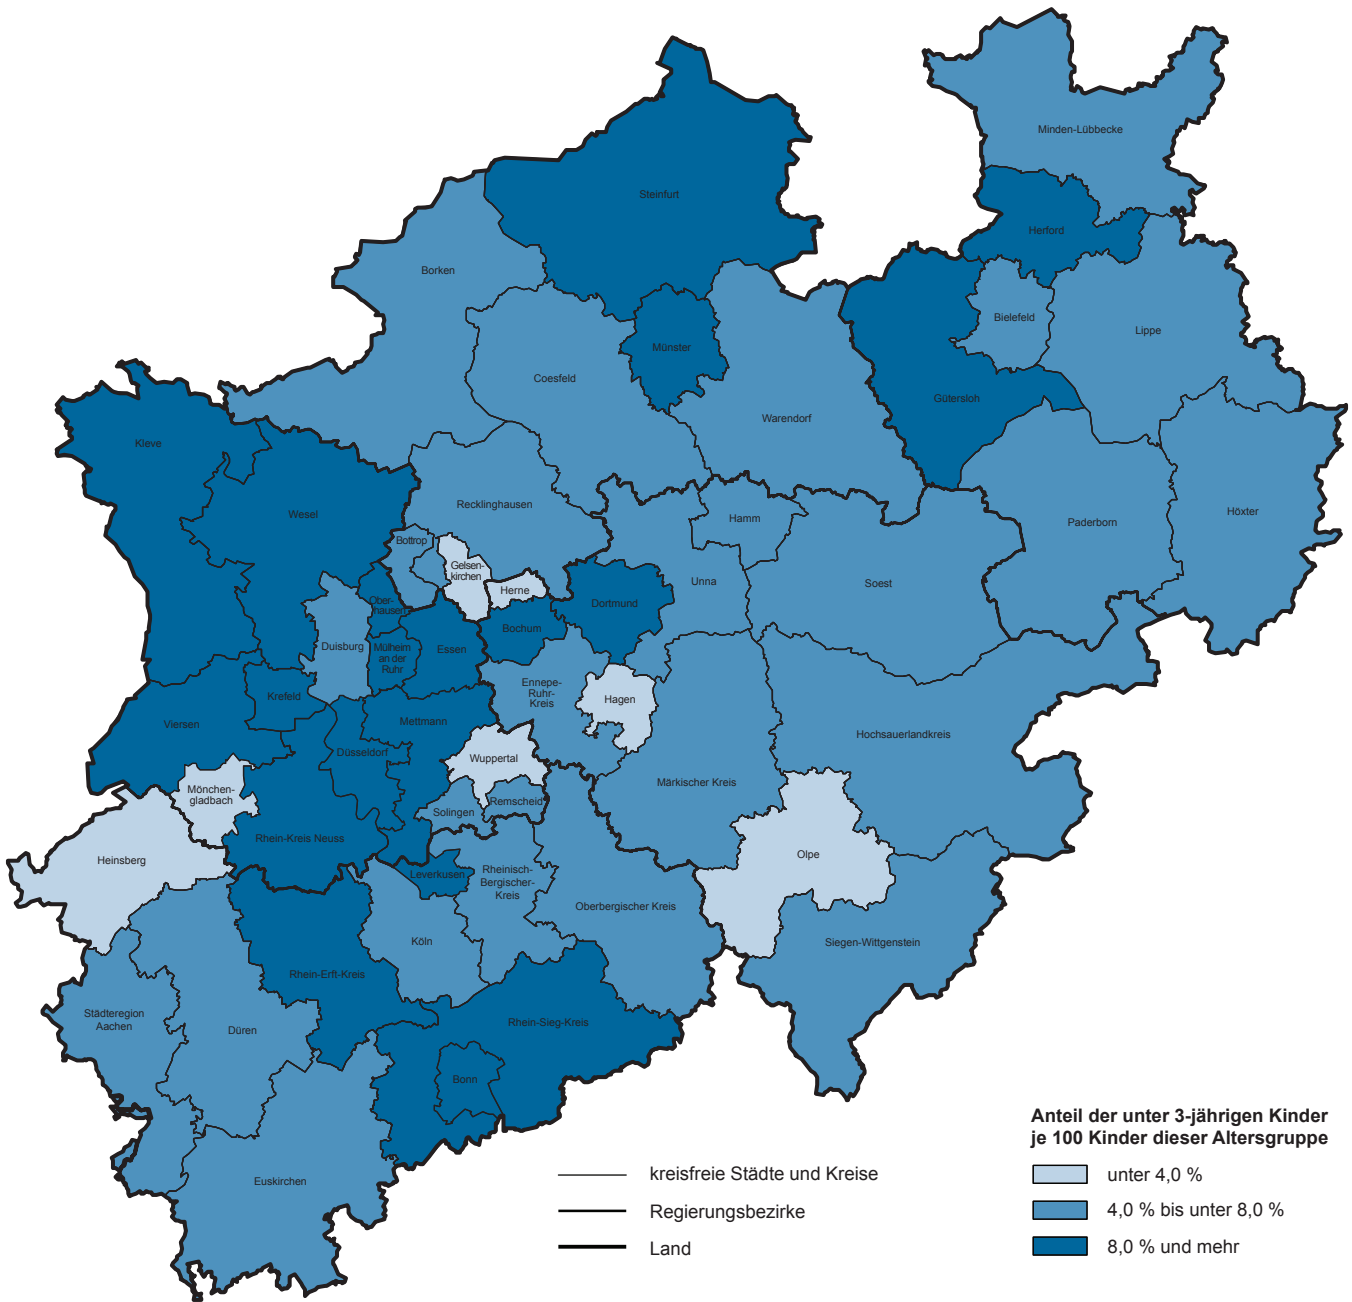 Minden-Lübbecke
Steinfurt
Herford
Borken
Bielefeld
Lippe
Münster
Coesfeld
Gütersloh
Warendorf
Kleve
Recklinghausen
Wesel
Hamm
Höxter
Paderborn
Bottrop
Gelsen-
kirchen
Unna
Soest
Herne
Ober-
hausen
Dortmund
Bochum
Duisburg
Mülheim
an der
Ruhr
Essen
Ennepe-
Ruhr-
Kreis
Hagen
Krefeld
Viersen
Mettmann
Hochsauerlandkreis
Düsseldorf
Wuppertal
Märkischer Kreis
Mönchen-
gladbach
Remscheid
Solingen
Rhein-Kreis Neuss
Heinsberg
Olpe
Leverkusen
Rheinisch-
Bergischer-
Kreis
Oberbergischer Kreis
Köln
Siegen-Wittgenstein
Rhein-Erft-Kreis
Städteregion
Aachen
Düren
Rhein-Sieg-Kreis
Bonn
Euskirchen
kreisfreie Städte und Kreise
Regierungsbezirke
Land
Anteil der unter 3-jährigen Kinder
je 100 Kinder dieser Altersgruppe
unter 4,0 %
4,0 % bis unter 8,0 %
8,0 % und mehr